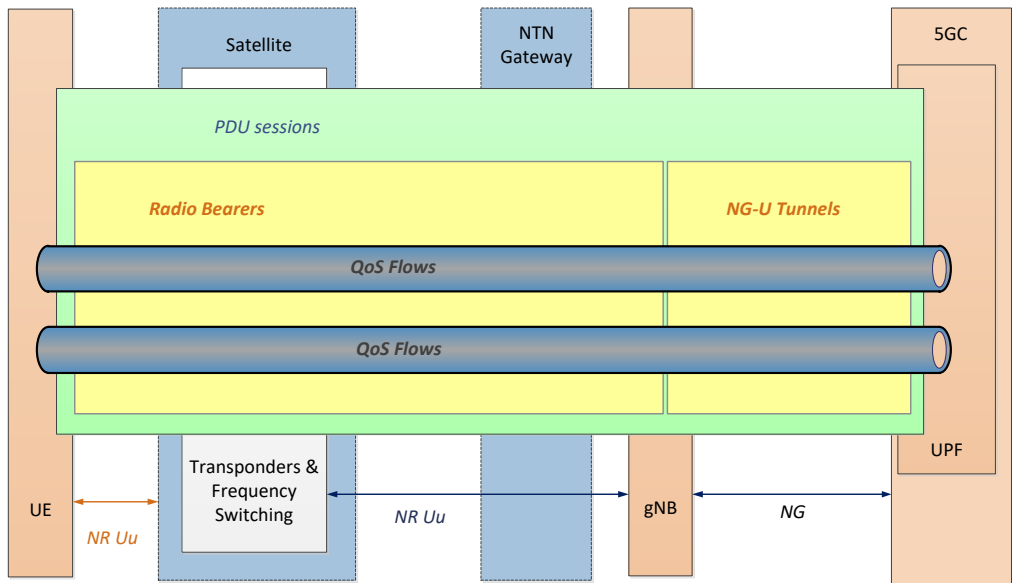 Satellite
NTN
Gateway
5GC
PDU sessions
Radio Bearers
NG-U Tunnels
QoS Flows
QoS Flows
Transponders &
Frequency
Switching
UPF
UE
gNB
NR Uu
NR Uu
NG